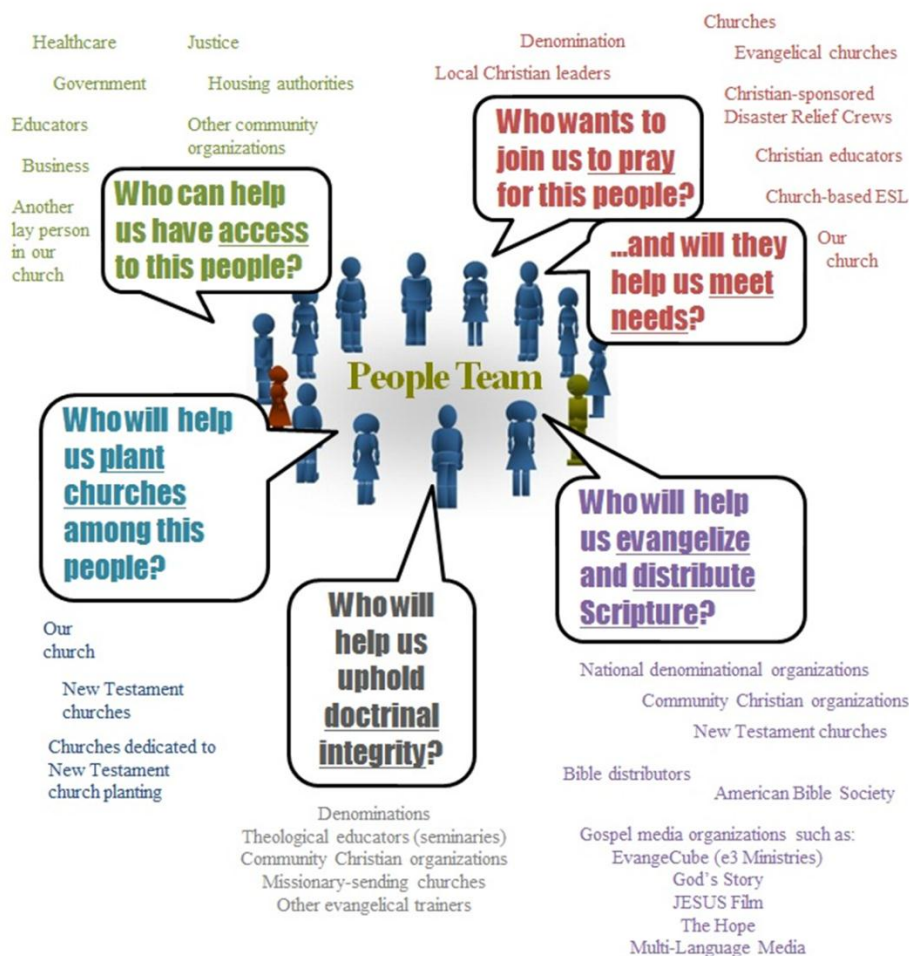 Healthcare
Justice
Government
Housing authorities
Educators
Other community
organizations
Business
Another
lay person
in our
church
Who can help
us have access
to this people?
Denomination
Local Christian leaders
Churches
Evangelical churches
Christian-sponsored
Disaster Relief Crews
Christian educators
Church-based ESL
Our
church
Who wants to
join us to pray
for this people?
...and will they
help us meet
needs?
People Team
Who will help
us plant
churches
among this
people?
Our
church
New Testament
churches
Churches dedicated to
New Testament
church planting
Who will
help us
uphold
doctrinal
integrity?
Denominations
Theological educators (seminaries)
Community Christian organizations
Missionary-sending churches
Other evangelical trainers
Who will help
us evangelize
and distribute
Scripture?
National denominational organizations
Community Christian organizations
New Testament churches
Bible distributors
American Bible Society
Gospel media organizations such as:
EvangeCube (e3 Ministries)
God's Story
JESUS Film
The Hope
Multi-Language Media